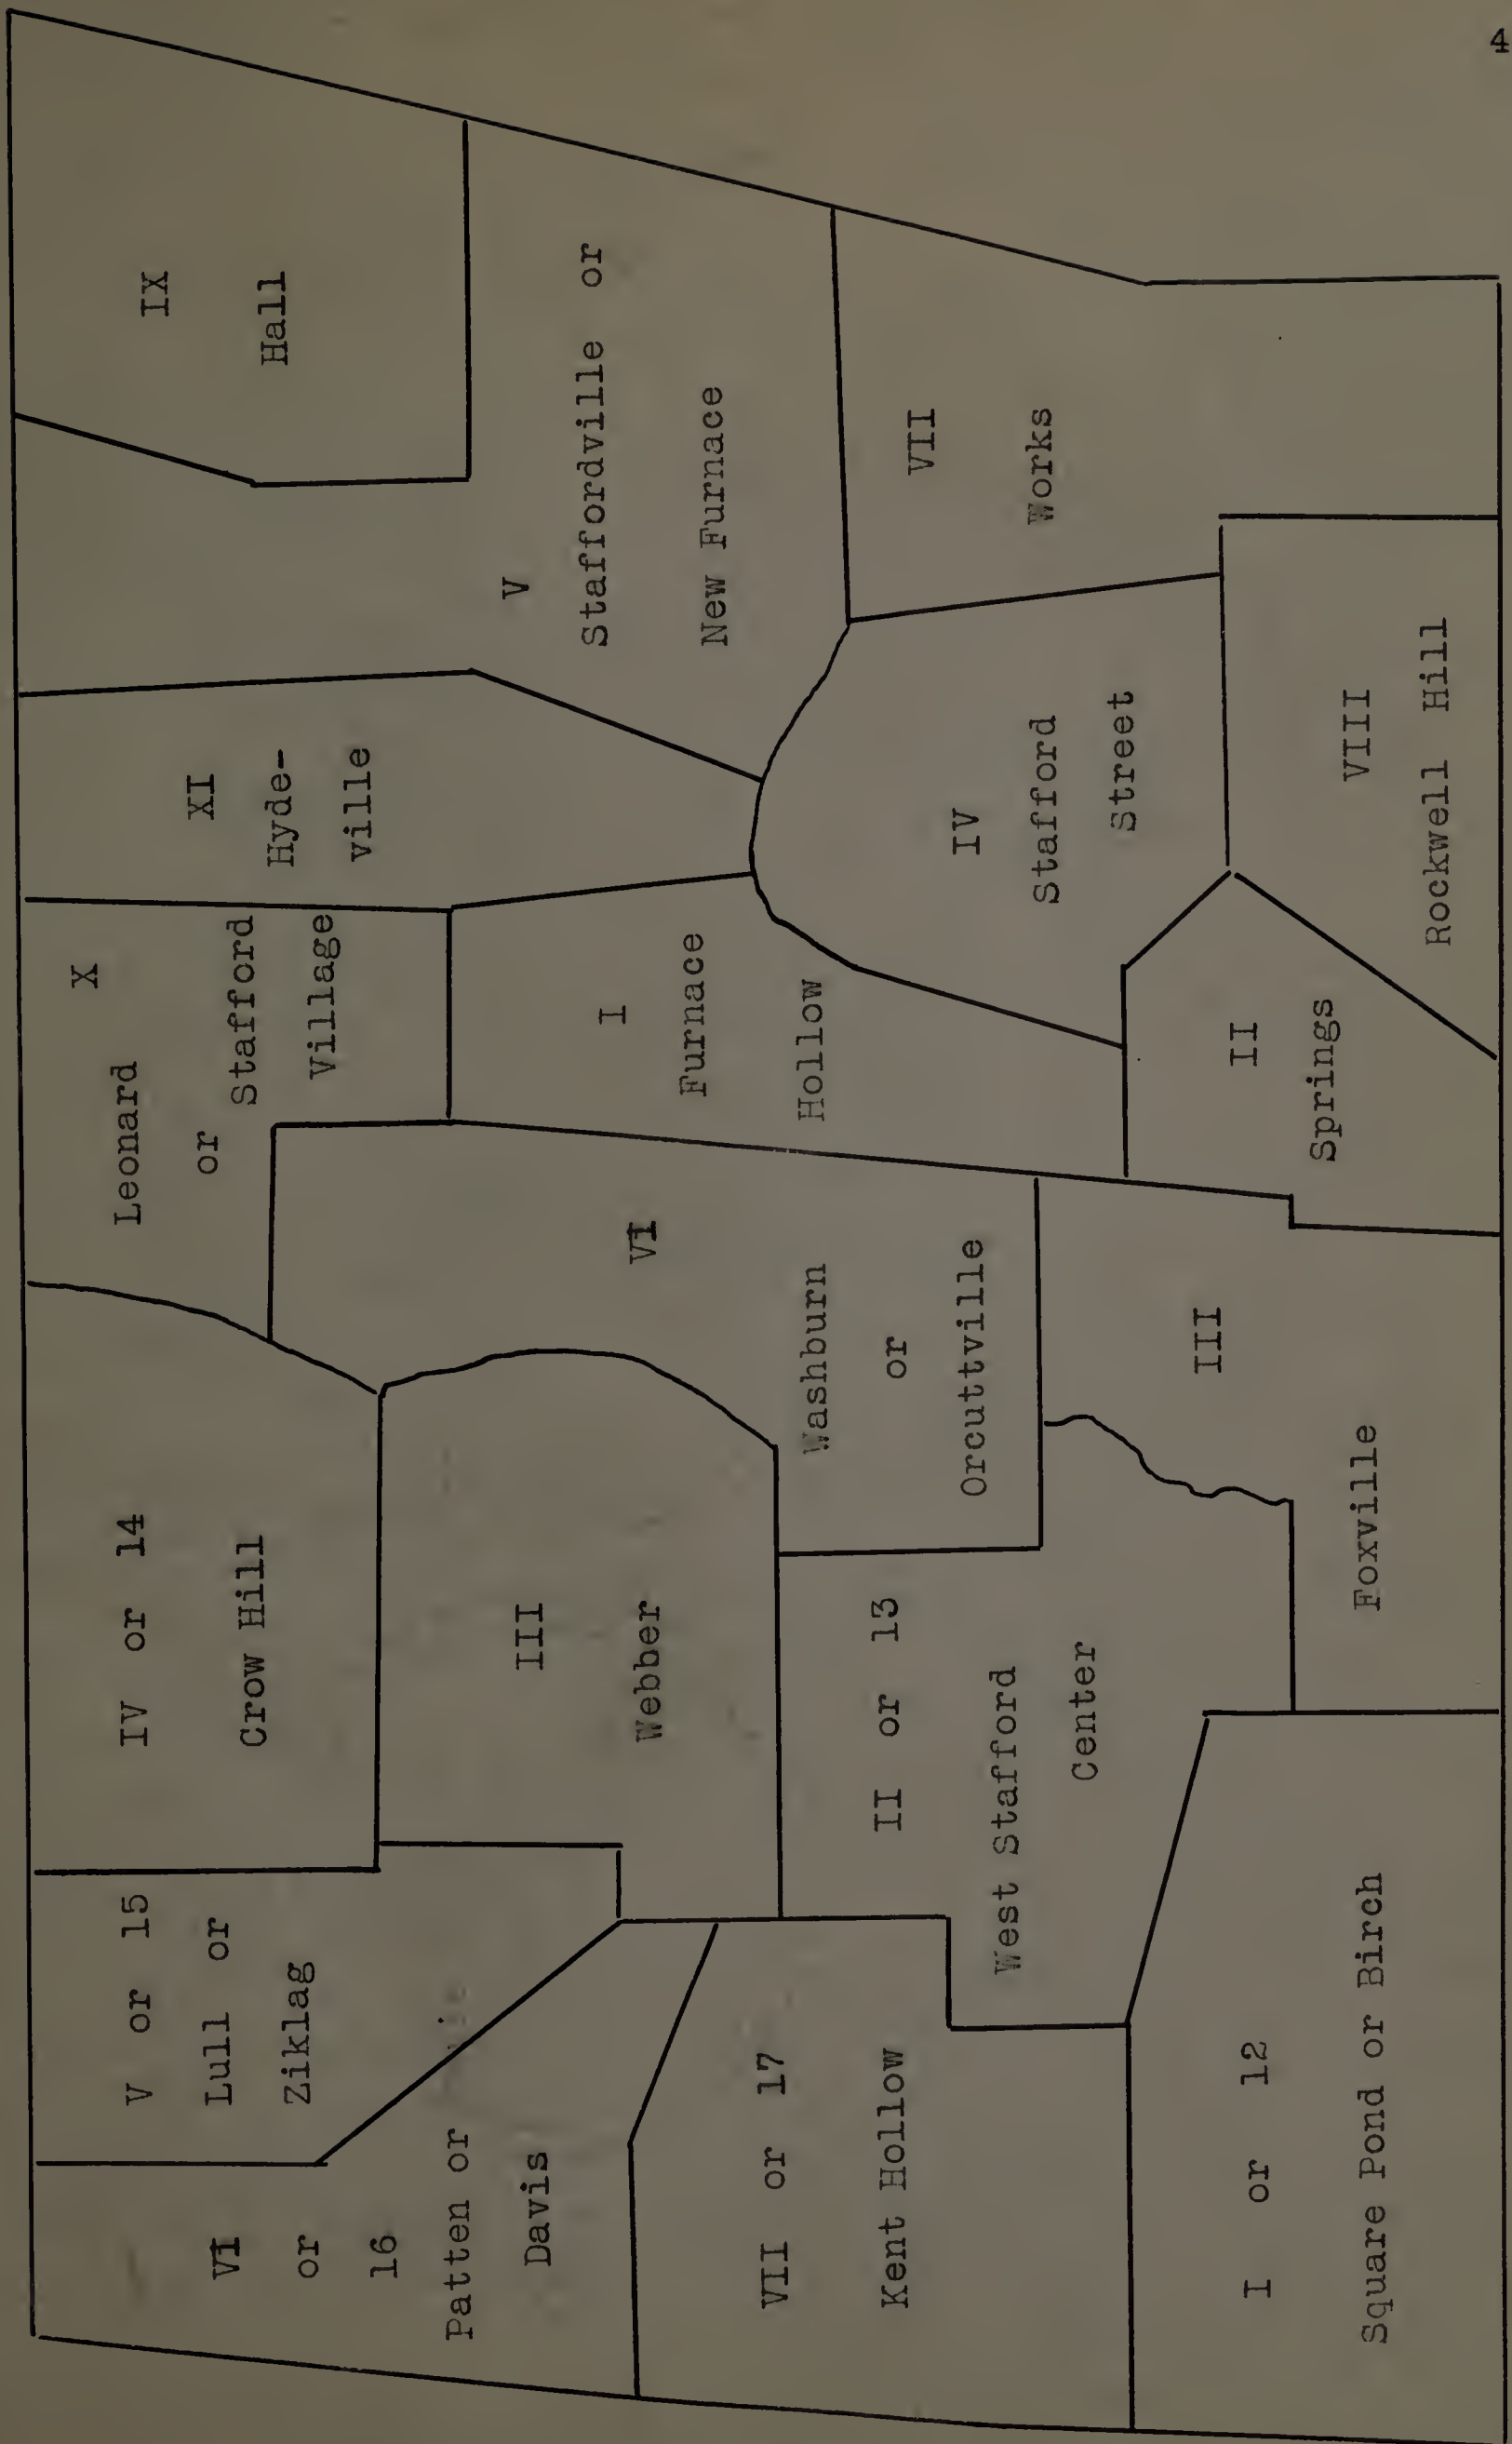 4
VI
or
16
Patten or
Davis
V or 15
Lull or
Ziklag
IV or 14
Crow Hill
X
Leonard
or
Stafford
Village
XI
Hyde-
ville
IX
Hall
III
Webber
VI
Washburn
or
Orcuttville
I
Furnace
Hollow
V
Staffordville or
New Furnace
VII or 17
Kent Hollow
II or 13
West Stafford
Center
IV
Stafford
Street
VII
Works
I or 12
Square Pond or Birch
III
Foxville
II
Springs
VIII
Rockwell Hill